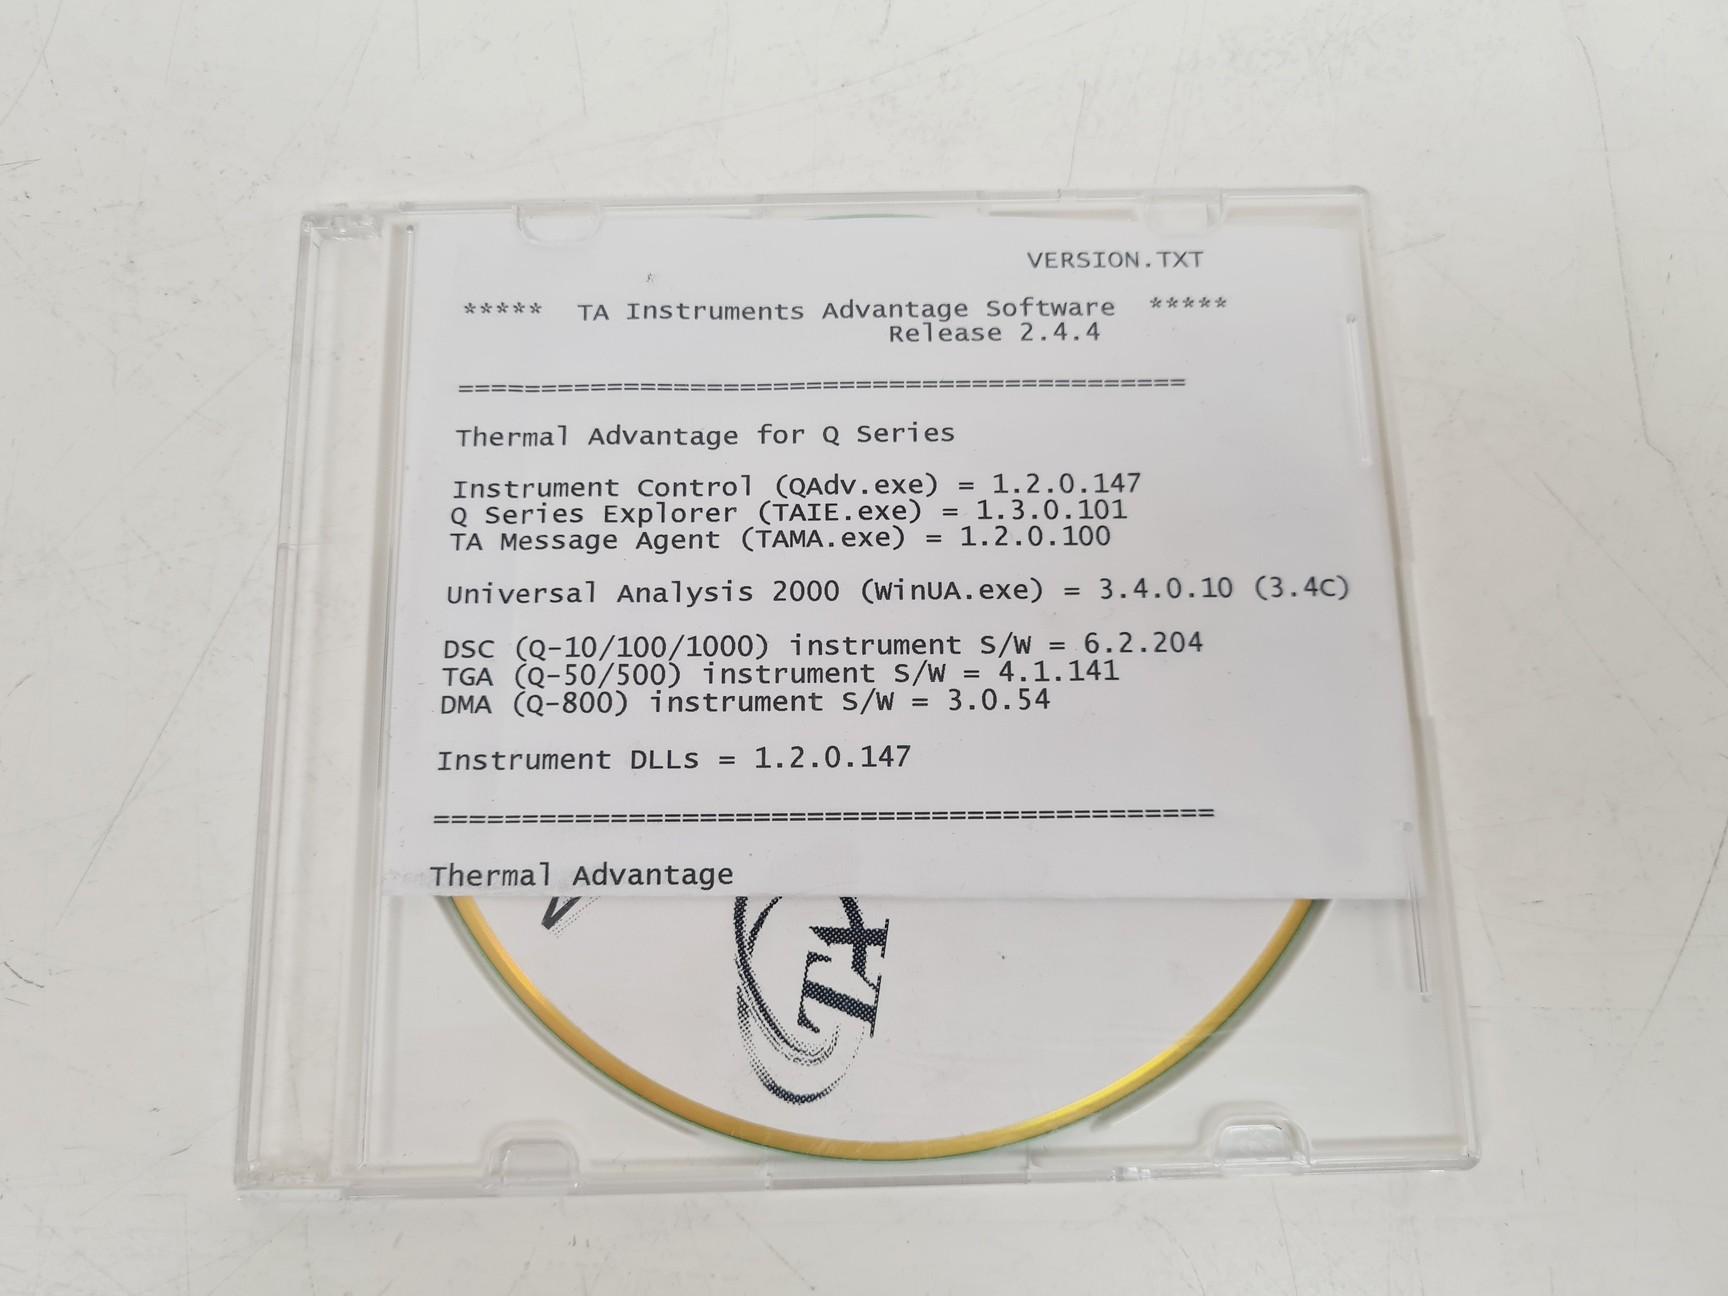 VERSION.TXT
***** TA Instruments Advantage Software *****
Release 2.4.4
============================================
Thermal Advantage for Q Series
Instrument Control (QAdv.exe) = 1.2.0.147
Q Series Explorer (TAIE.exe) = 1.3.0.101
TA Message Agent (TAMA.exe) = 1.2.0.100
Universal Analysis 2000 (WinUA.exe) = 3.4.0.10 (3.4C)
DSC (Q-10/100/1000) instrument S/W = 6.2.204
TGA (Q-50/500) instrument S/W = 4.1.141
DMA (Q-800) instrument S/W = 3.0.54
Instrument DLLs = 1.2.0.147
============================================
Thermal Advantage
TA